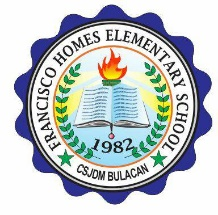 FRANCISCO HOMES ELEMENTARY SCHOOL
1982
CSJDM BULACAN